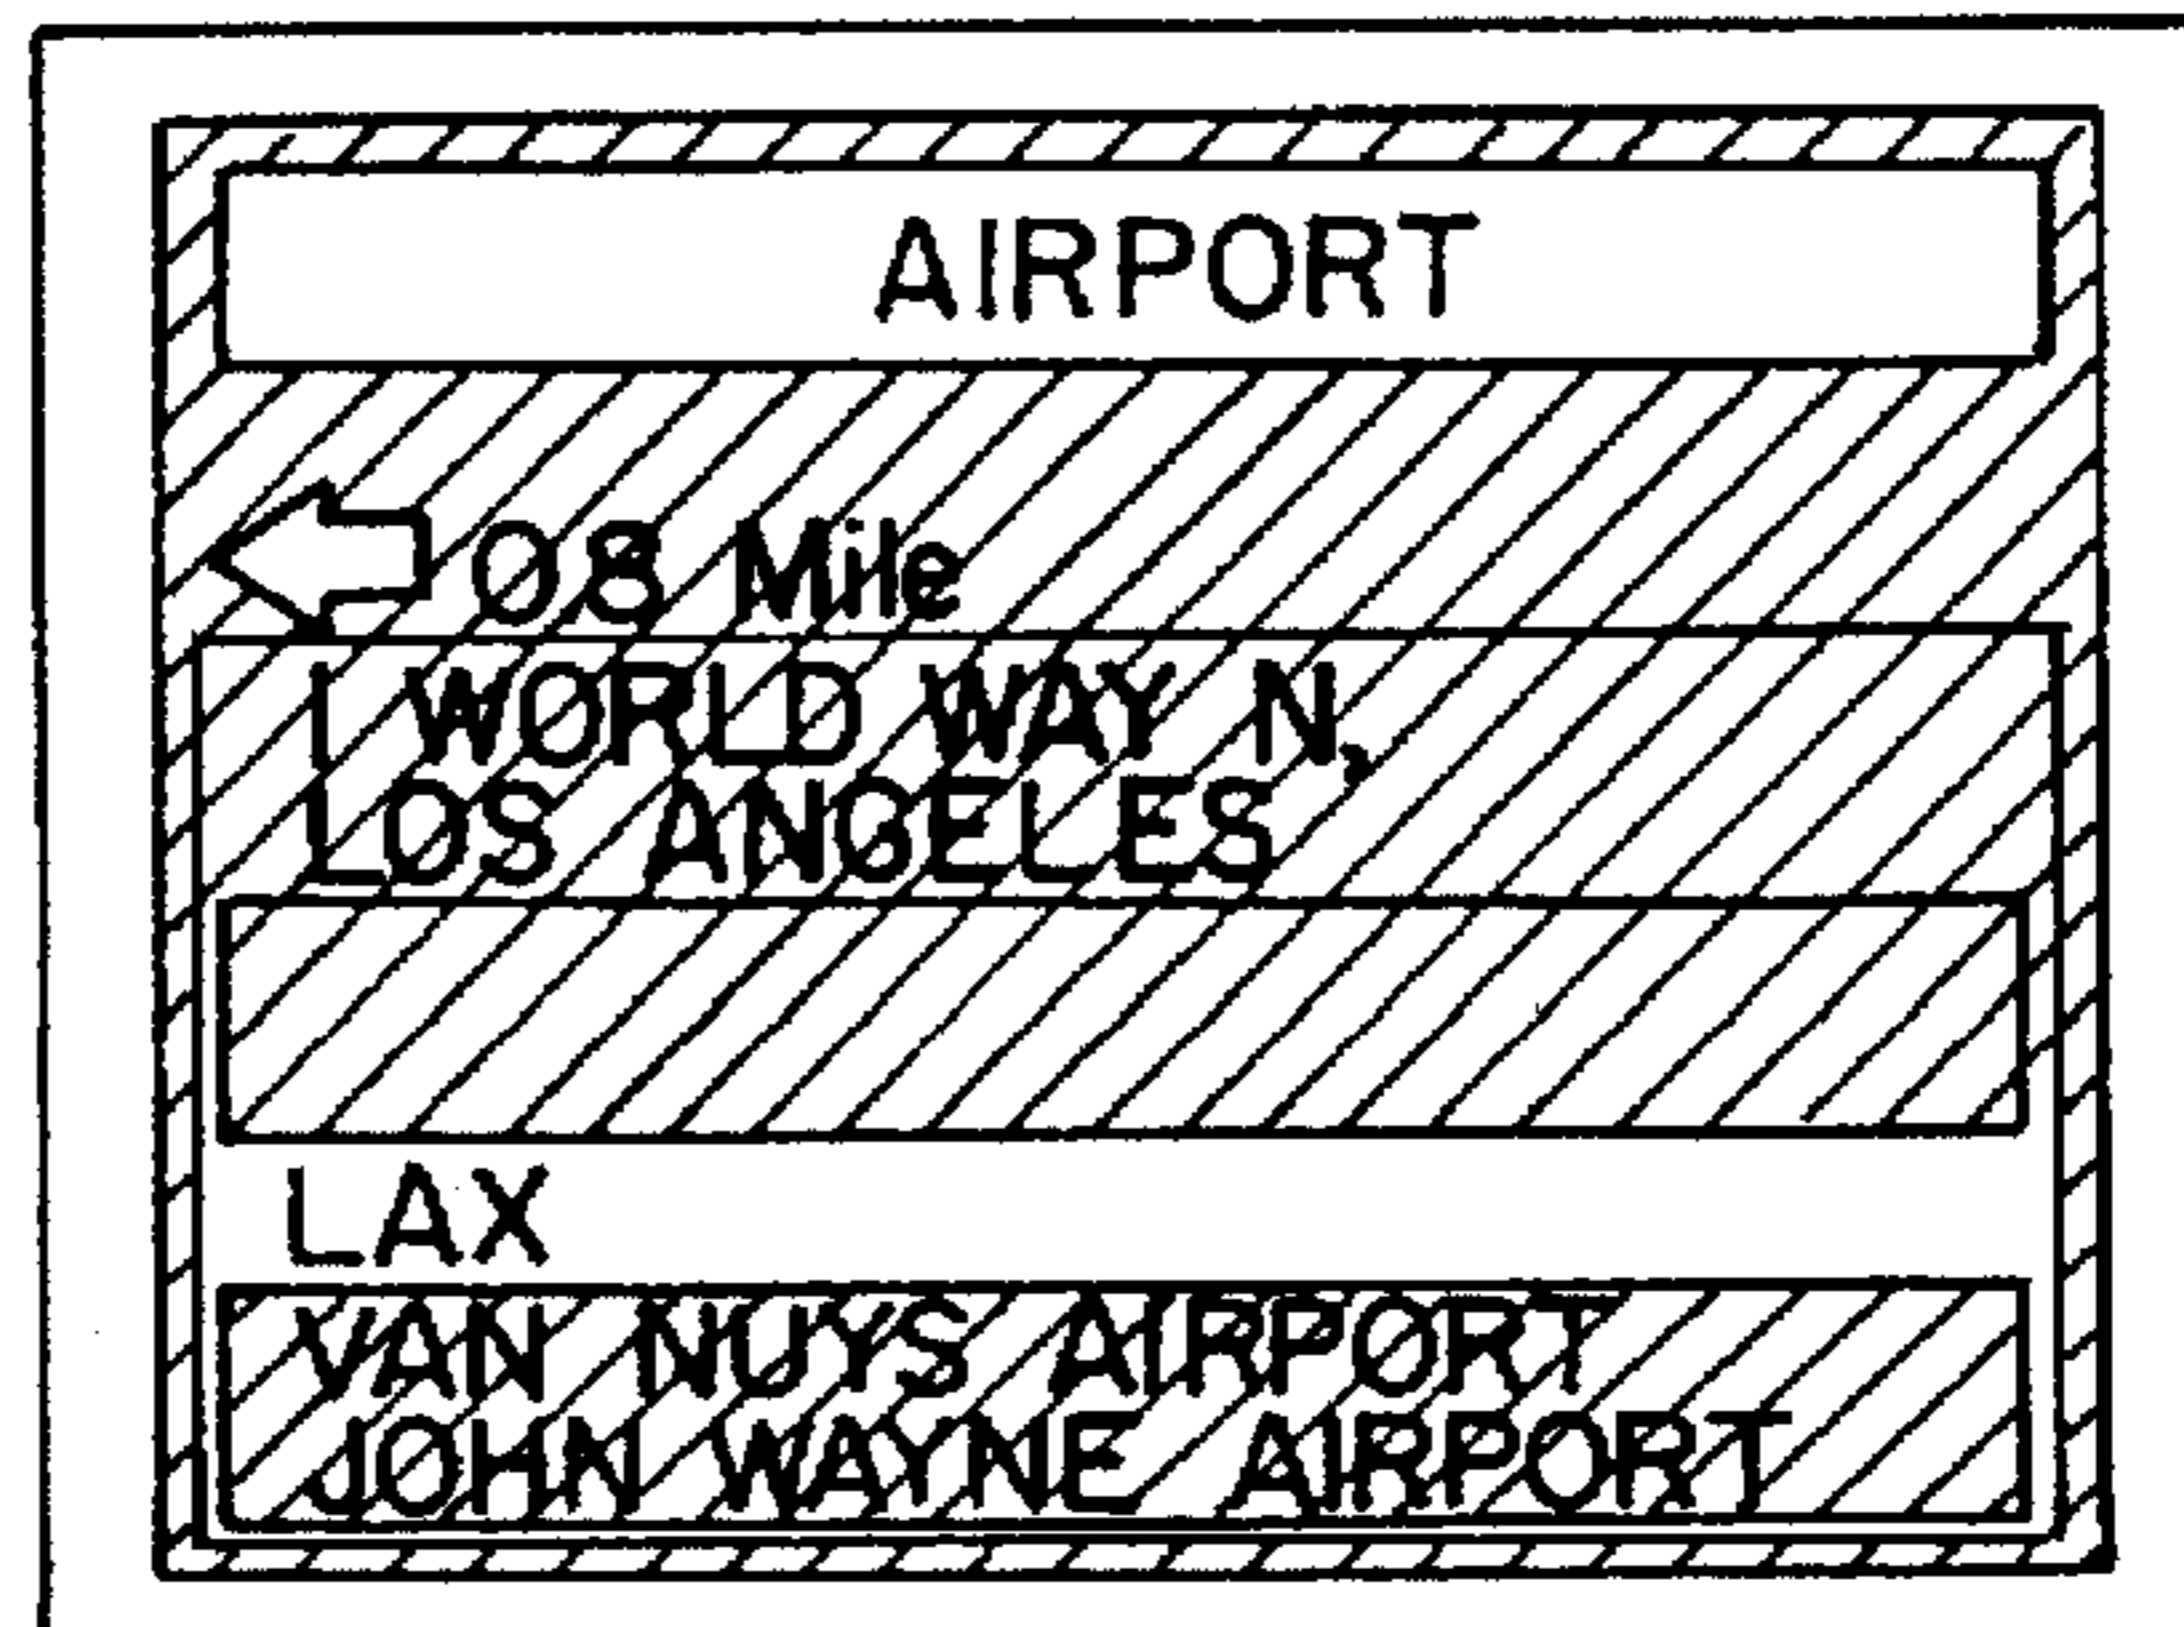 AIRPORT
08 Mile
1 WORLD WAY N,
LOS ANGELES
LAX
VAN NUYS AIRPORT
JOHN WAYNE AIRPORT